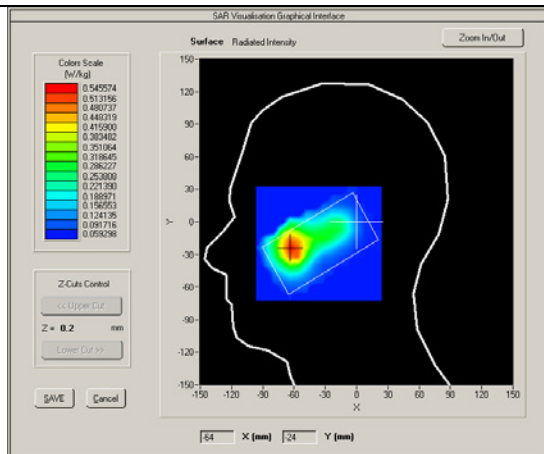 SAR Visualisation Graphical Interface
Surface Radiated Intensity
Zoom In/Out
Colors Scale
(W/kg)
0.545574
0.513156
0.480737
0.448319
0.415900
0.383482
0.351064
0.318645
0.286227
0.253808
0.221390
0.188971
0.156553
0.124135
0.091716
0.059298
Z-Cuts Control
<< Upper Cut
Z = 0.2 mm
Lower Cut >>
SAVE Cancel
150
120
90
60
30
0
-30
-60
-90
-120
-150
Y
-150 -120 -90 -60 -30 0 30 60 90 120 150
X
-64 X (mm) -24 Y (mm)